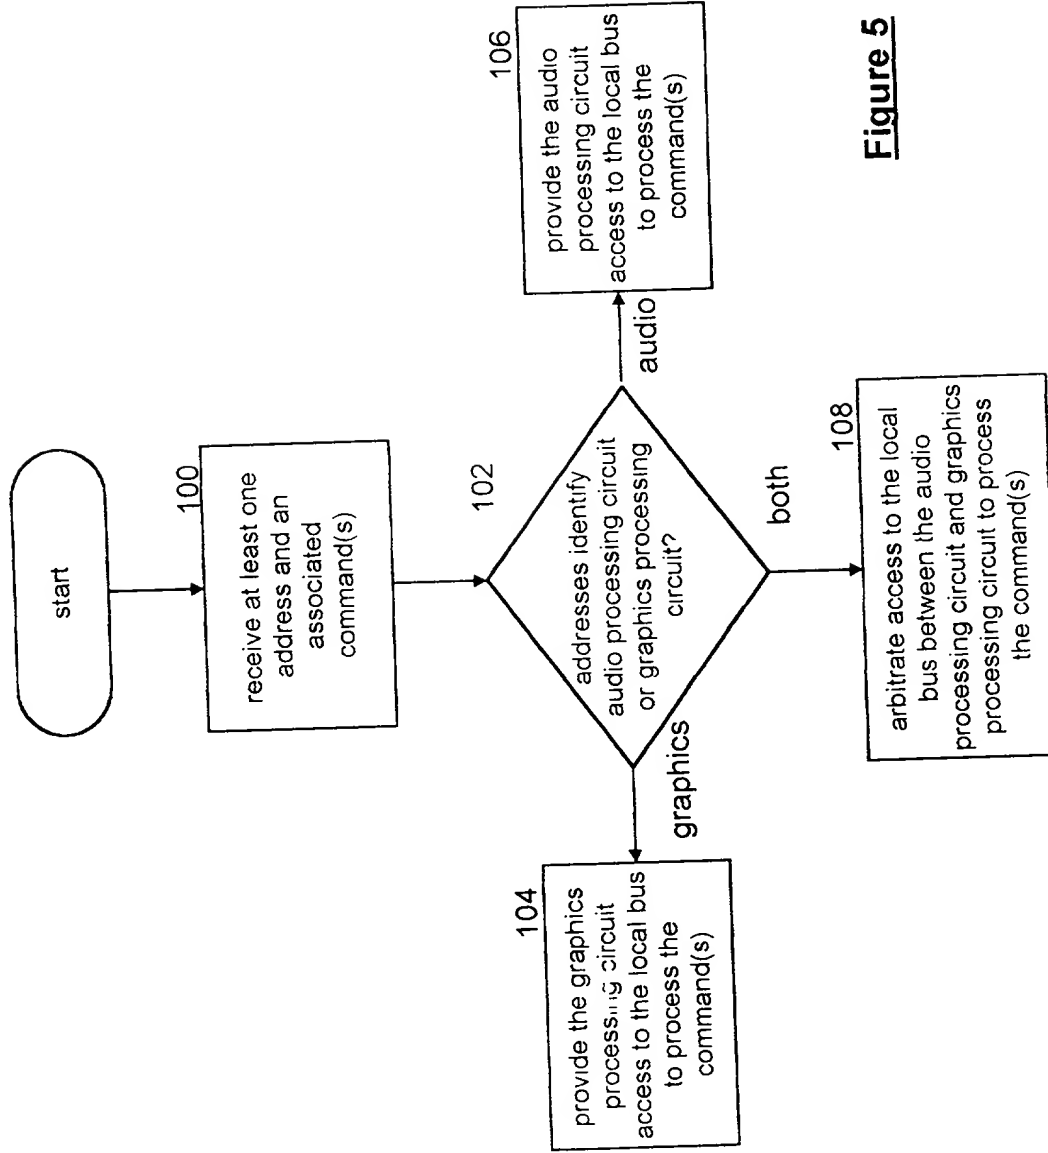 start
100
receive at least one
address and an
associated
command(s)
102
addresses identify
audio processing circuit
or graphics processing
circuit?
graphics
audio
both
104
provide the graphics
processing circuit
access to the local bus
to process the
command(s)
106
provide the audio
processing circuit
access to the local bus
to process the
command(s)
108
arbitrate access to the local
bus between the audio
processing circuit and graphics
processing circuit to process
the command(s)
Figure 5